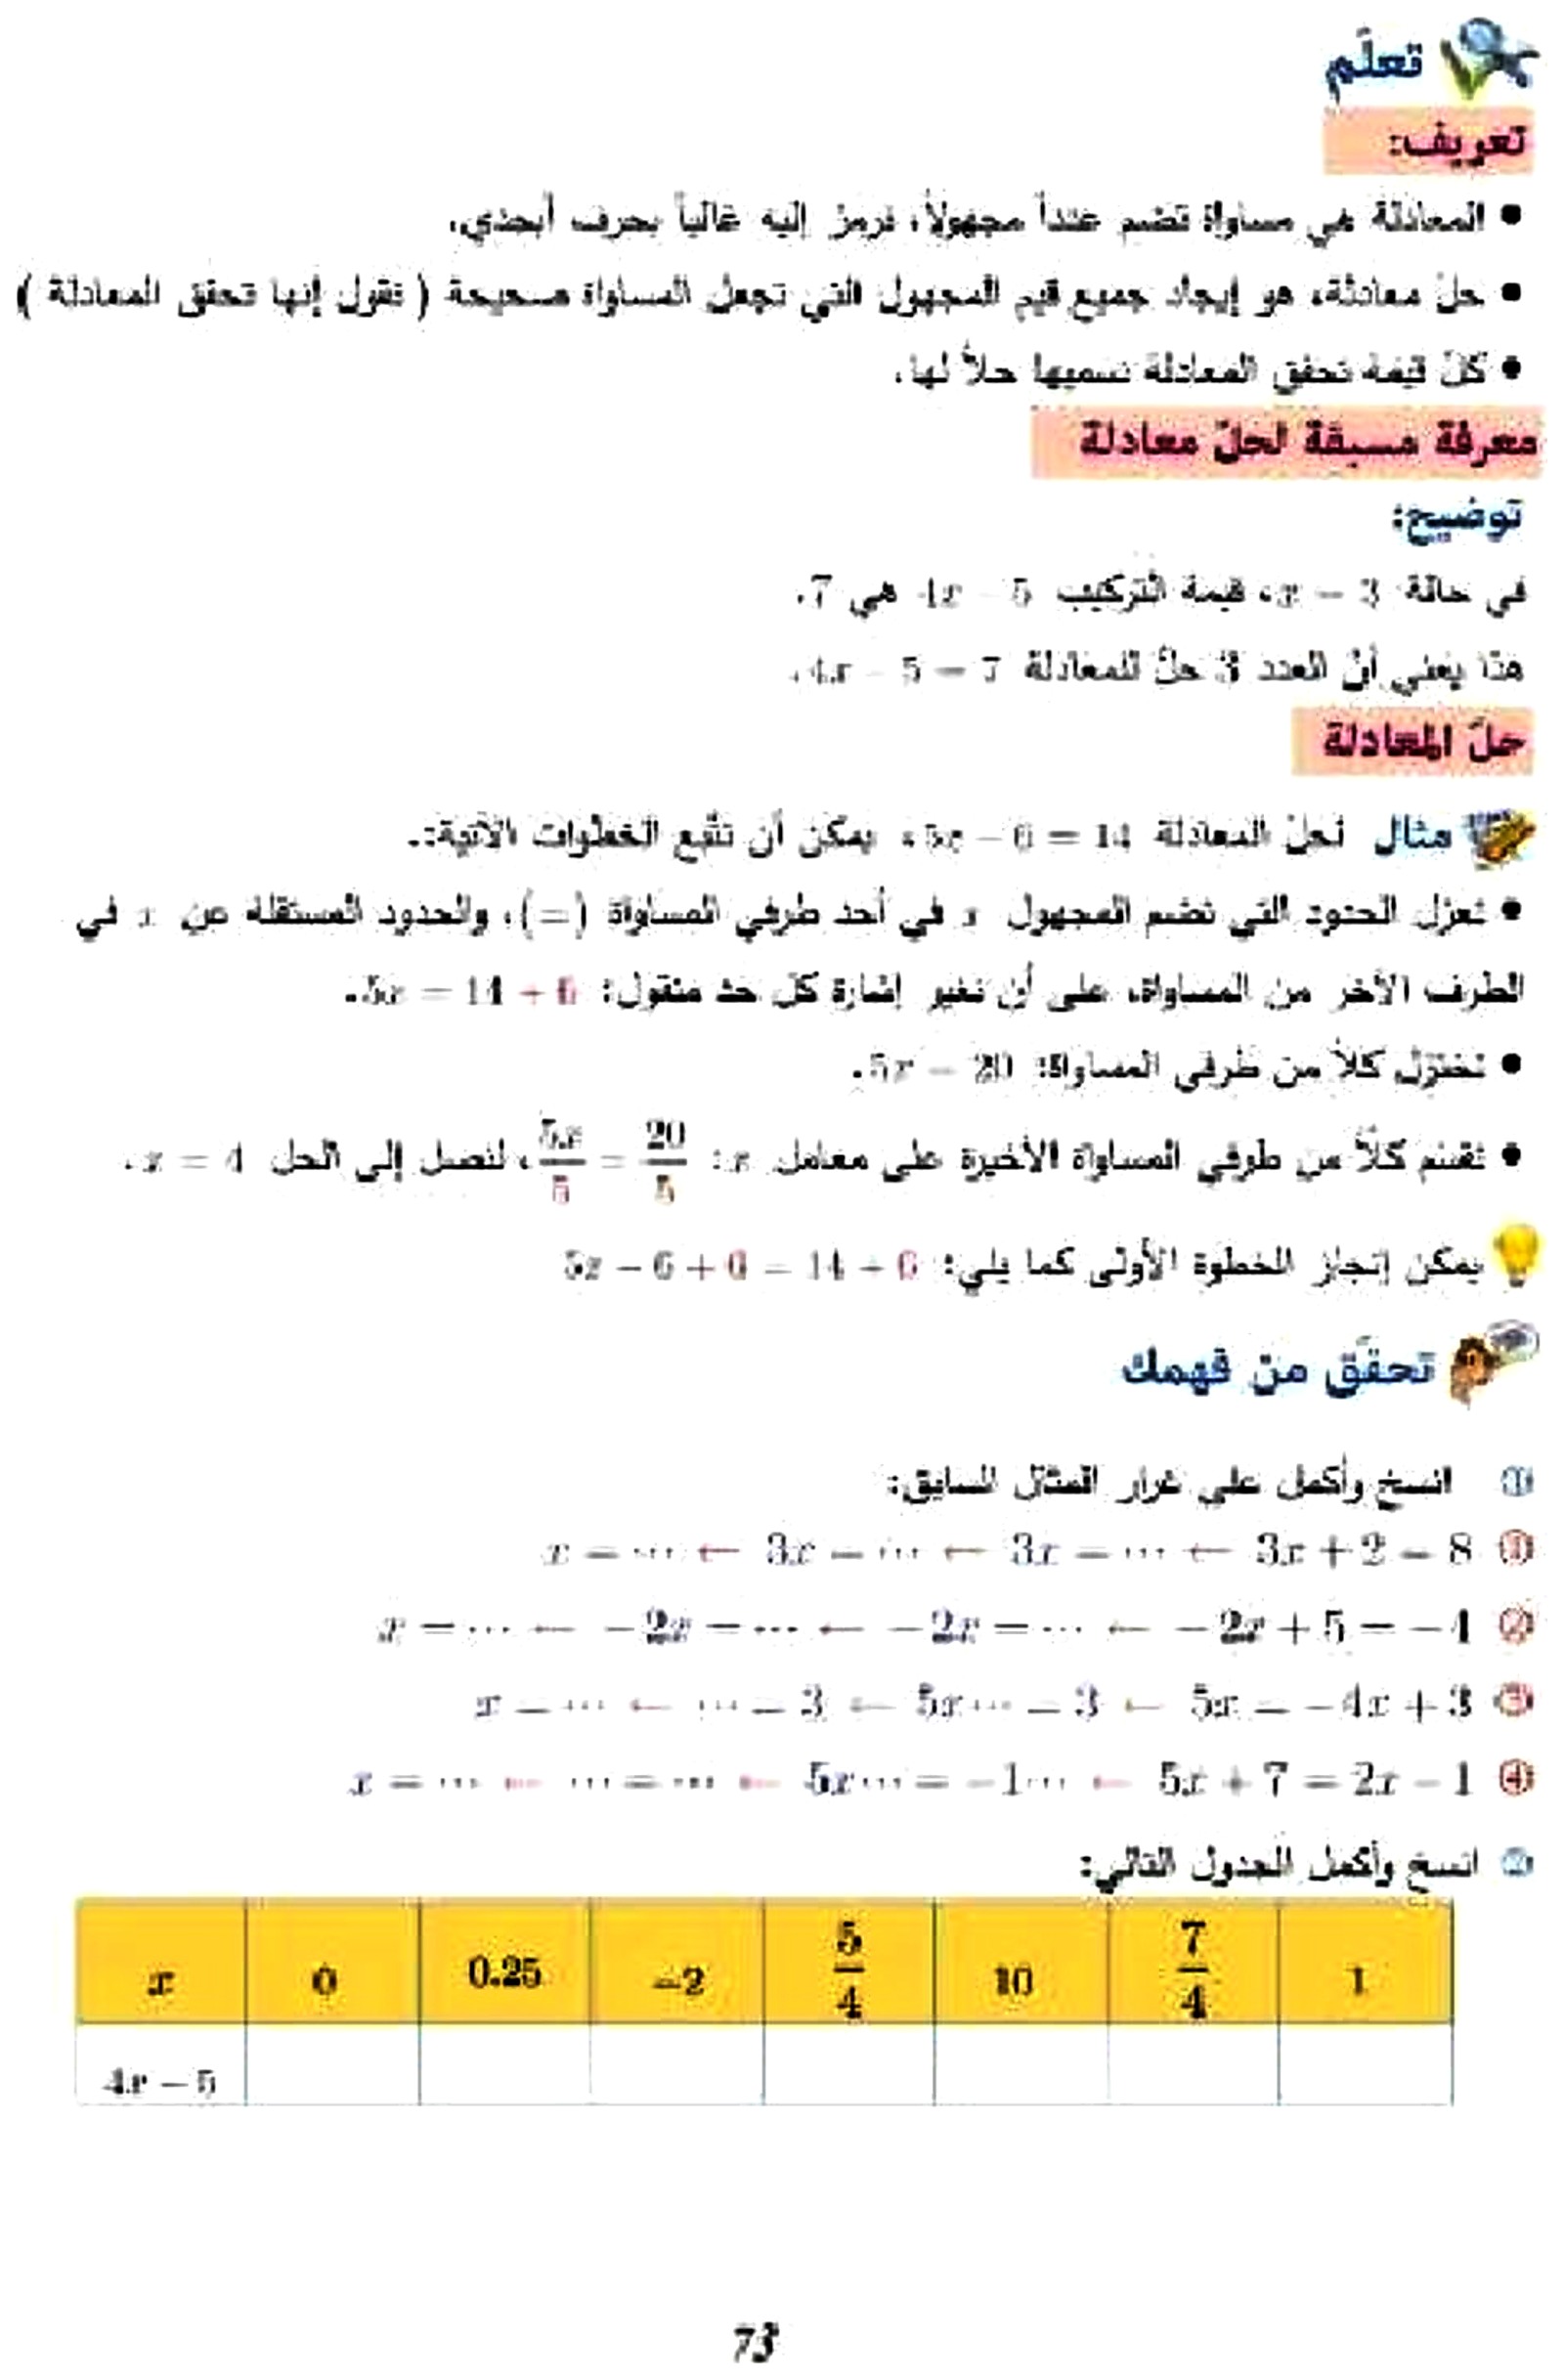 تعلّم
تعريف:
• المعادلة هي مساواة تضم عدداً مجهولاً، نرمز إليه غالباً بحرف أبجدي.
• حلّ معادلة، هو إيجاد جميع قيم المجهول التي تجعل المساواة صحيحة ( نقول إنها تحقق المعادلة )
• كلّ قيمة تحقق المعادلة نسميها حلاً لها.
معرفة مسبقة لحلّ معادلة
توضيح:
في حالة x = 3، قيمة التركيب 4x − 5 هي 7.
هذا يعني أنّ العدد 3 حلّ للمعادلة 4x − 5 = 7.
حلّ المعادلة
مثال لحلّ المعادلة 5x − 6 = 14، يمكن أن نتّبع الخطوات الآتية:.
• نعزل الحدود التي تضم المجهول x في أحد طرفي المساواة (=)، والحدود المستقلة عن x في
الطرف الآخر من المساواة، على أن نغير إشارة كل حد منقول: 5x = 14 + 6.
• نختزل كلاً من طرفي المساواة: 5x = 20.
• نقسم كلاً من طرفي المساواة الأخيرة على معامل x: 5x/5 = 20/5، لنصل إلى الحل x = 4.
يمكن إنجاز الخطوة الأولى كما يلي: 5x − 6 + 6 = 14 + 6
تحقّق من فهمك
① انسخ وأكمل على غرار المثال السابق:
① 3x + 2 = 8 ← 3x = ··· ← 3x = ··· ← x = ···
② −2x + 5 = −4 ← −2x = ··· ← −2x = ··· ← x = ···
③ 5x = −4x + 3 ← 5x ··· = 3 ← ··· = 3 ← x = ···
④ 5x + 7 = 2x − 1 ← 5x ··· = −1 ··· ← ··· = ··· ← x = ···
② انسخ وأكمل الجدول التالي:
x 0 0.25 −2 5/4 10 7/4 1
4x − 5
73